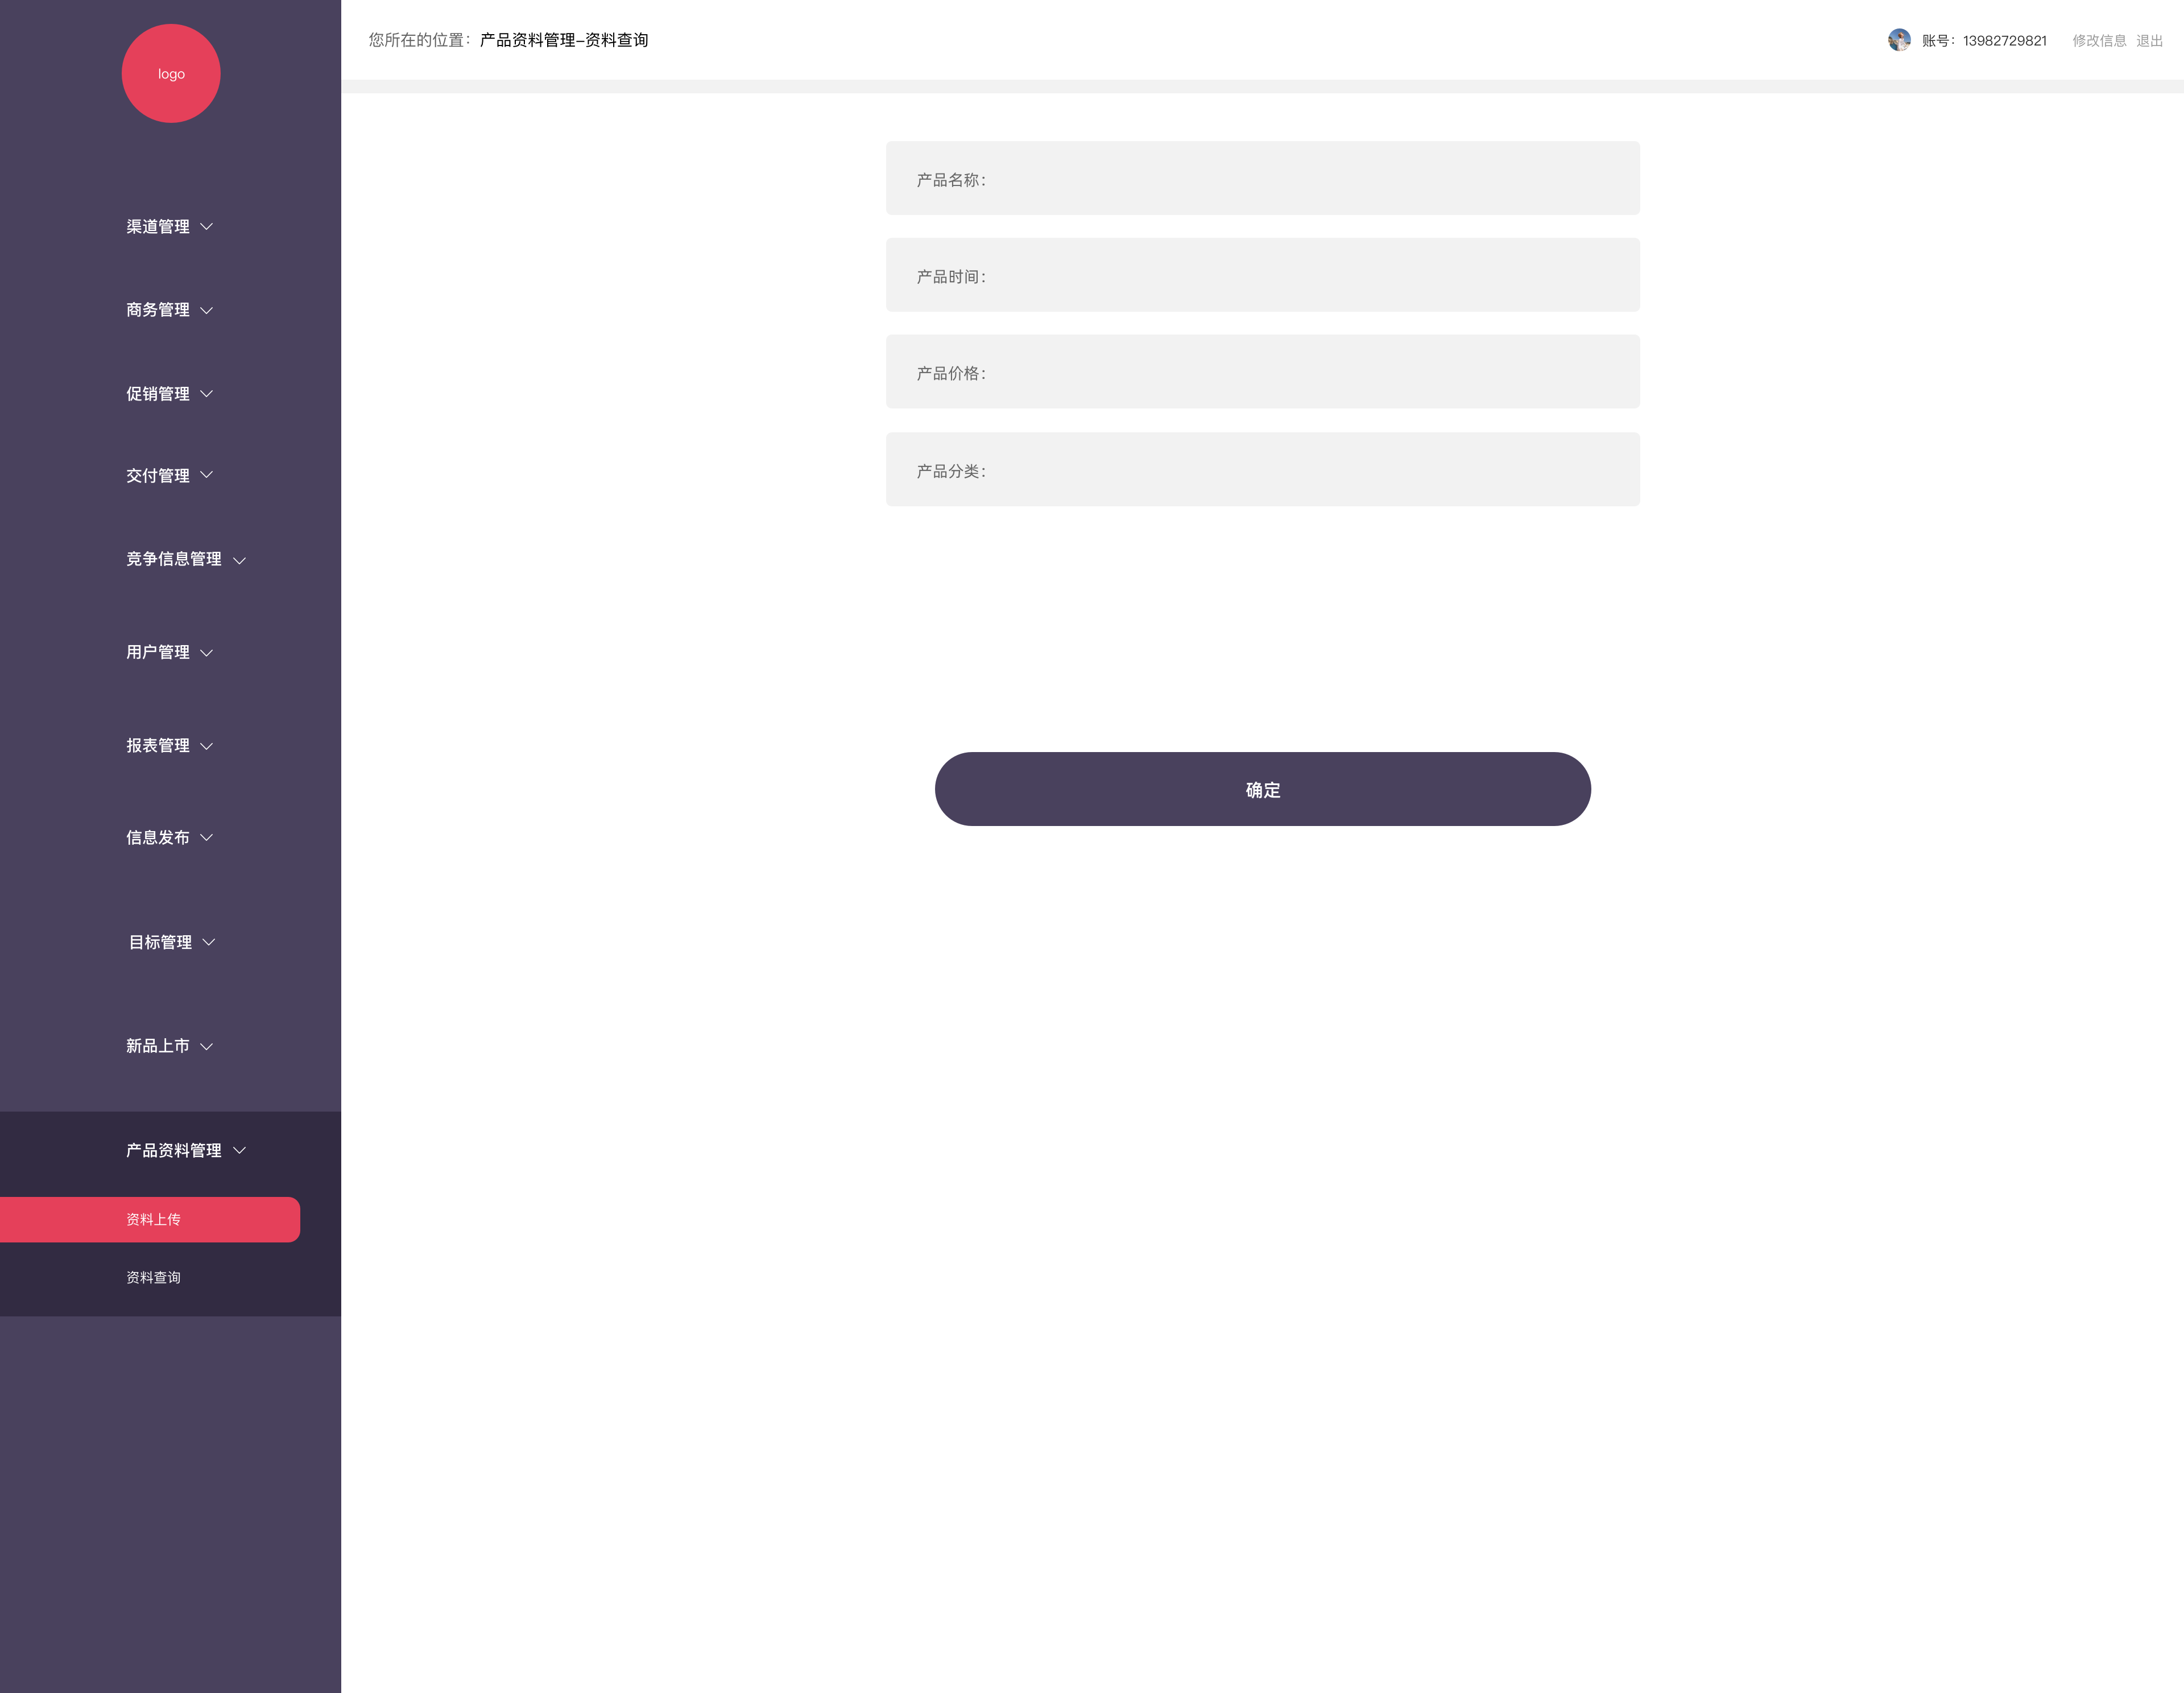 logo
您所在的位置：产品资料管理–资料查询
账号：13982729821 修改信息 退出
渠道管理
商务管理
促销管理
交付管理
竞争信息管理
用户管理
报表管理
信息发布
目标管理
新品上市
产品资料管理
资料上传
资料查询
产品名称：
产品时间：
产品价格：
产品分类：
确定